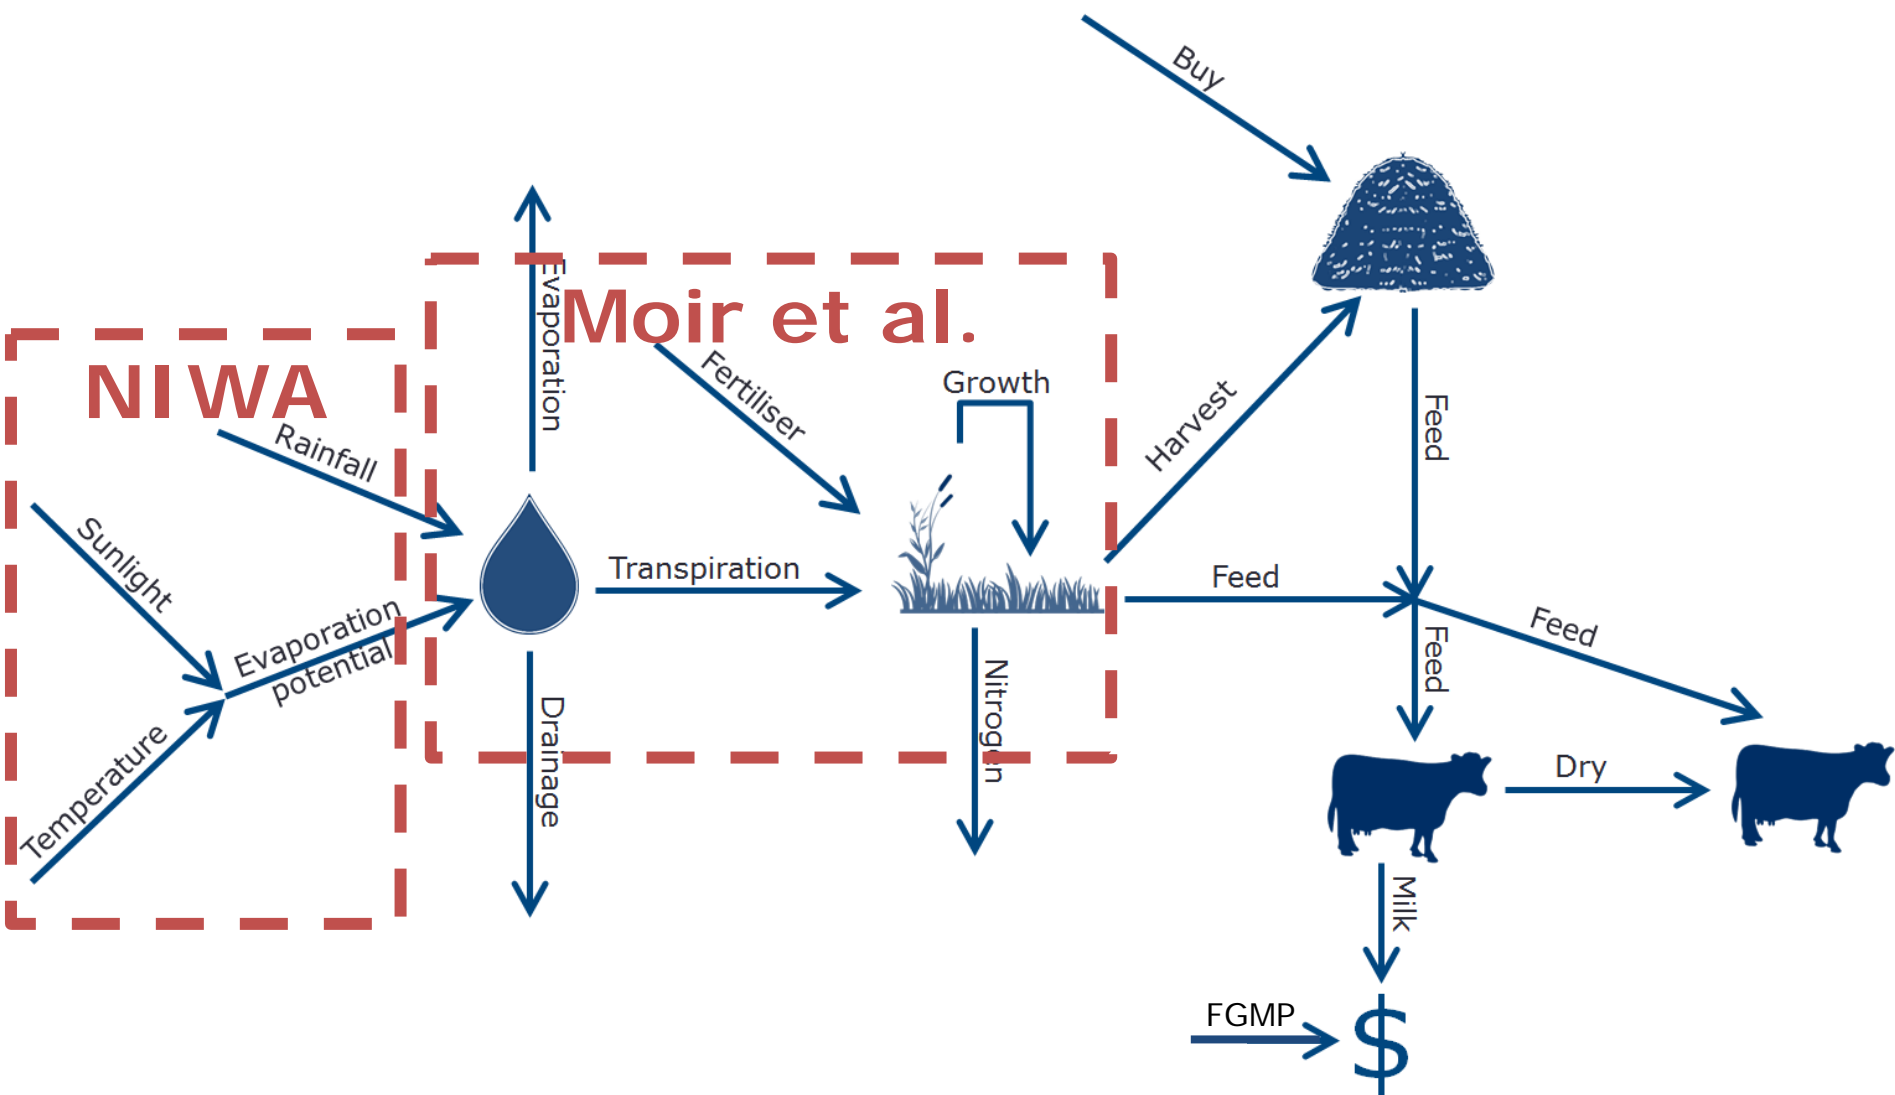 Buy
Evaporation
Moir et al.
NIWA
Fertiliser
Growth
Harvest
Feed
Rainfall
Sunlight
Transpiration
Feed
Evaporation
potential
Feed
Feed
Nitrogen
Drainage
Temperature
Dry
Milk
FGMP
$